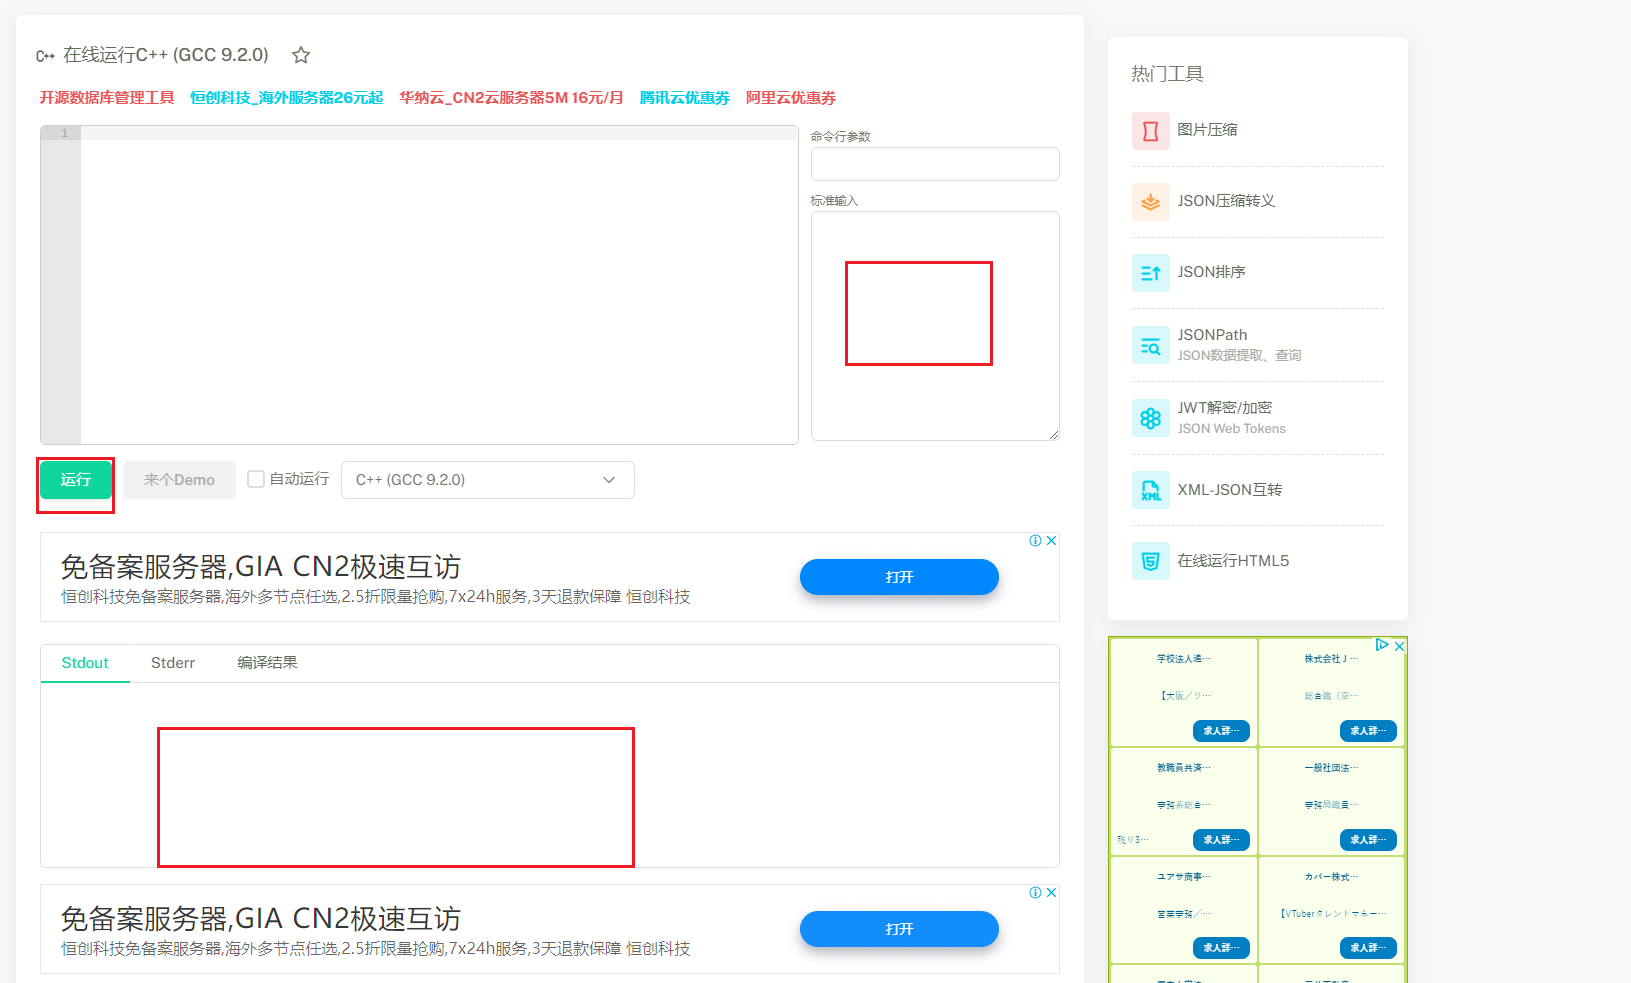 C++ 在线运行C++ (GCC 9.2.0)
开源数据库管理工具 恒创科技_海外服务器26元起 华纳云_CN2云服务器5M 16元/月 腾讯云优惠券 阿里云优惠券
1
命令行参数
标准输入
运行 来个Demo 自动运行 C++ (GCC 9.2.0)
免备案服务器,GIA CN2极速互访
恒创科技免备案服务器,海外多节点任选,2.5折限量抢购,7x24h服务,3天退款保障 恒创科技
打开
Stdout Stderr 编译结果
免备案服务器,GIA CN2极速互访
恒创科技免备案服务器,海外多节点任选,2.5折限量抢购,7x24h服务,3天退款保障 恒创科技
打开
热门工具
图片压缩
JSON压缩转义
JSON排序
JSONPath
JSON数据提取、查询
JWT解密/加密
JSON Web Tokens
XML
XML-JSON互转
5
在线运行HTML5
学校法人追…
【大阪／リ…
求人詳…
株式会社Ｊ…
総合職（空…
求人詳…
教職員共済…
事務系総合…
残り3…
求人詳…
一般社団法…
事務局職員…
求人詳…
ユアサ商事…
営業事務／…
求人詳…
カバー株式…
【VTuberタレントマネー…
求人詳…